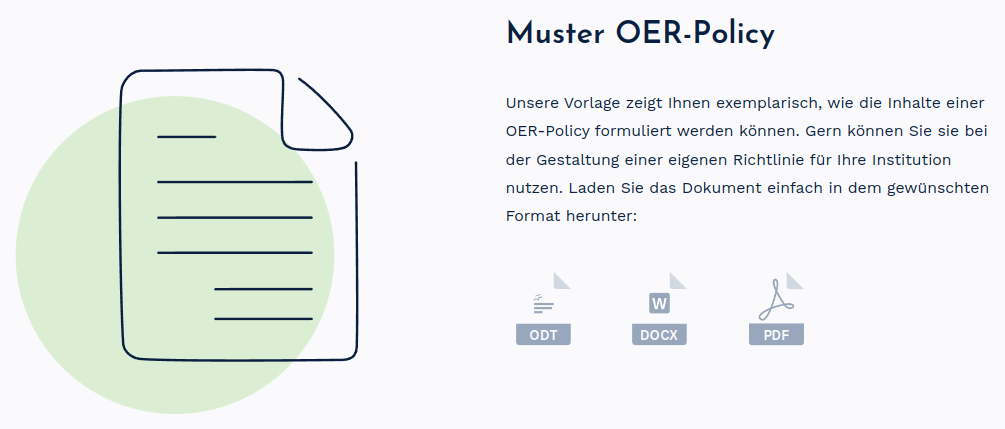 Muster OER-Policy
Unsere Vorlage zeigt Ihnen exemplarisch, wie die Inhalte einer
OER-Policy formuliert werden können. Gern können Sie sie bei
der Gestaltung einer eigenen Richtlinie für Ihre Institution
nutzen. Laden Sie das Dokument einfach in dem gewünschten
Format herunter:
W
ODT DOCX PDF